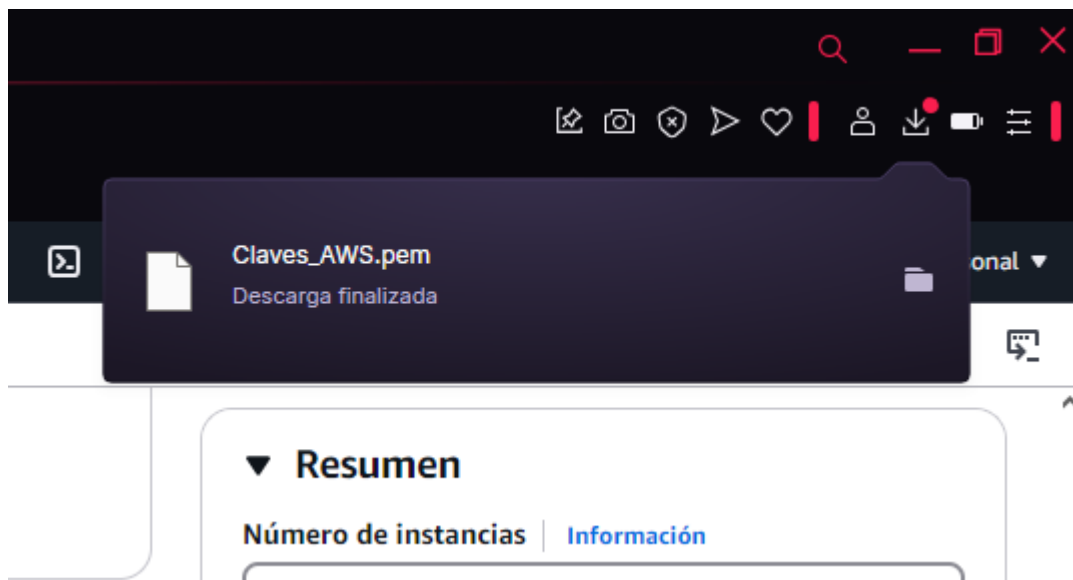 Claves_AWS.pem
Descarga finalizada
onal
Resumen
Número de instancias
Información